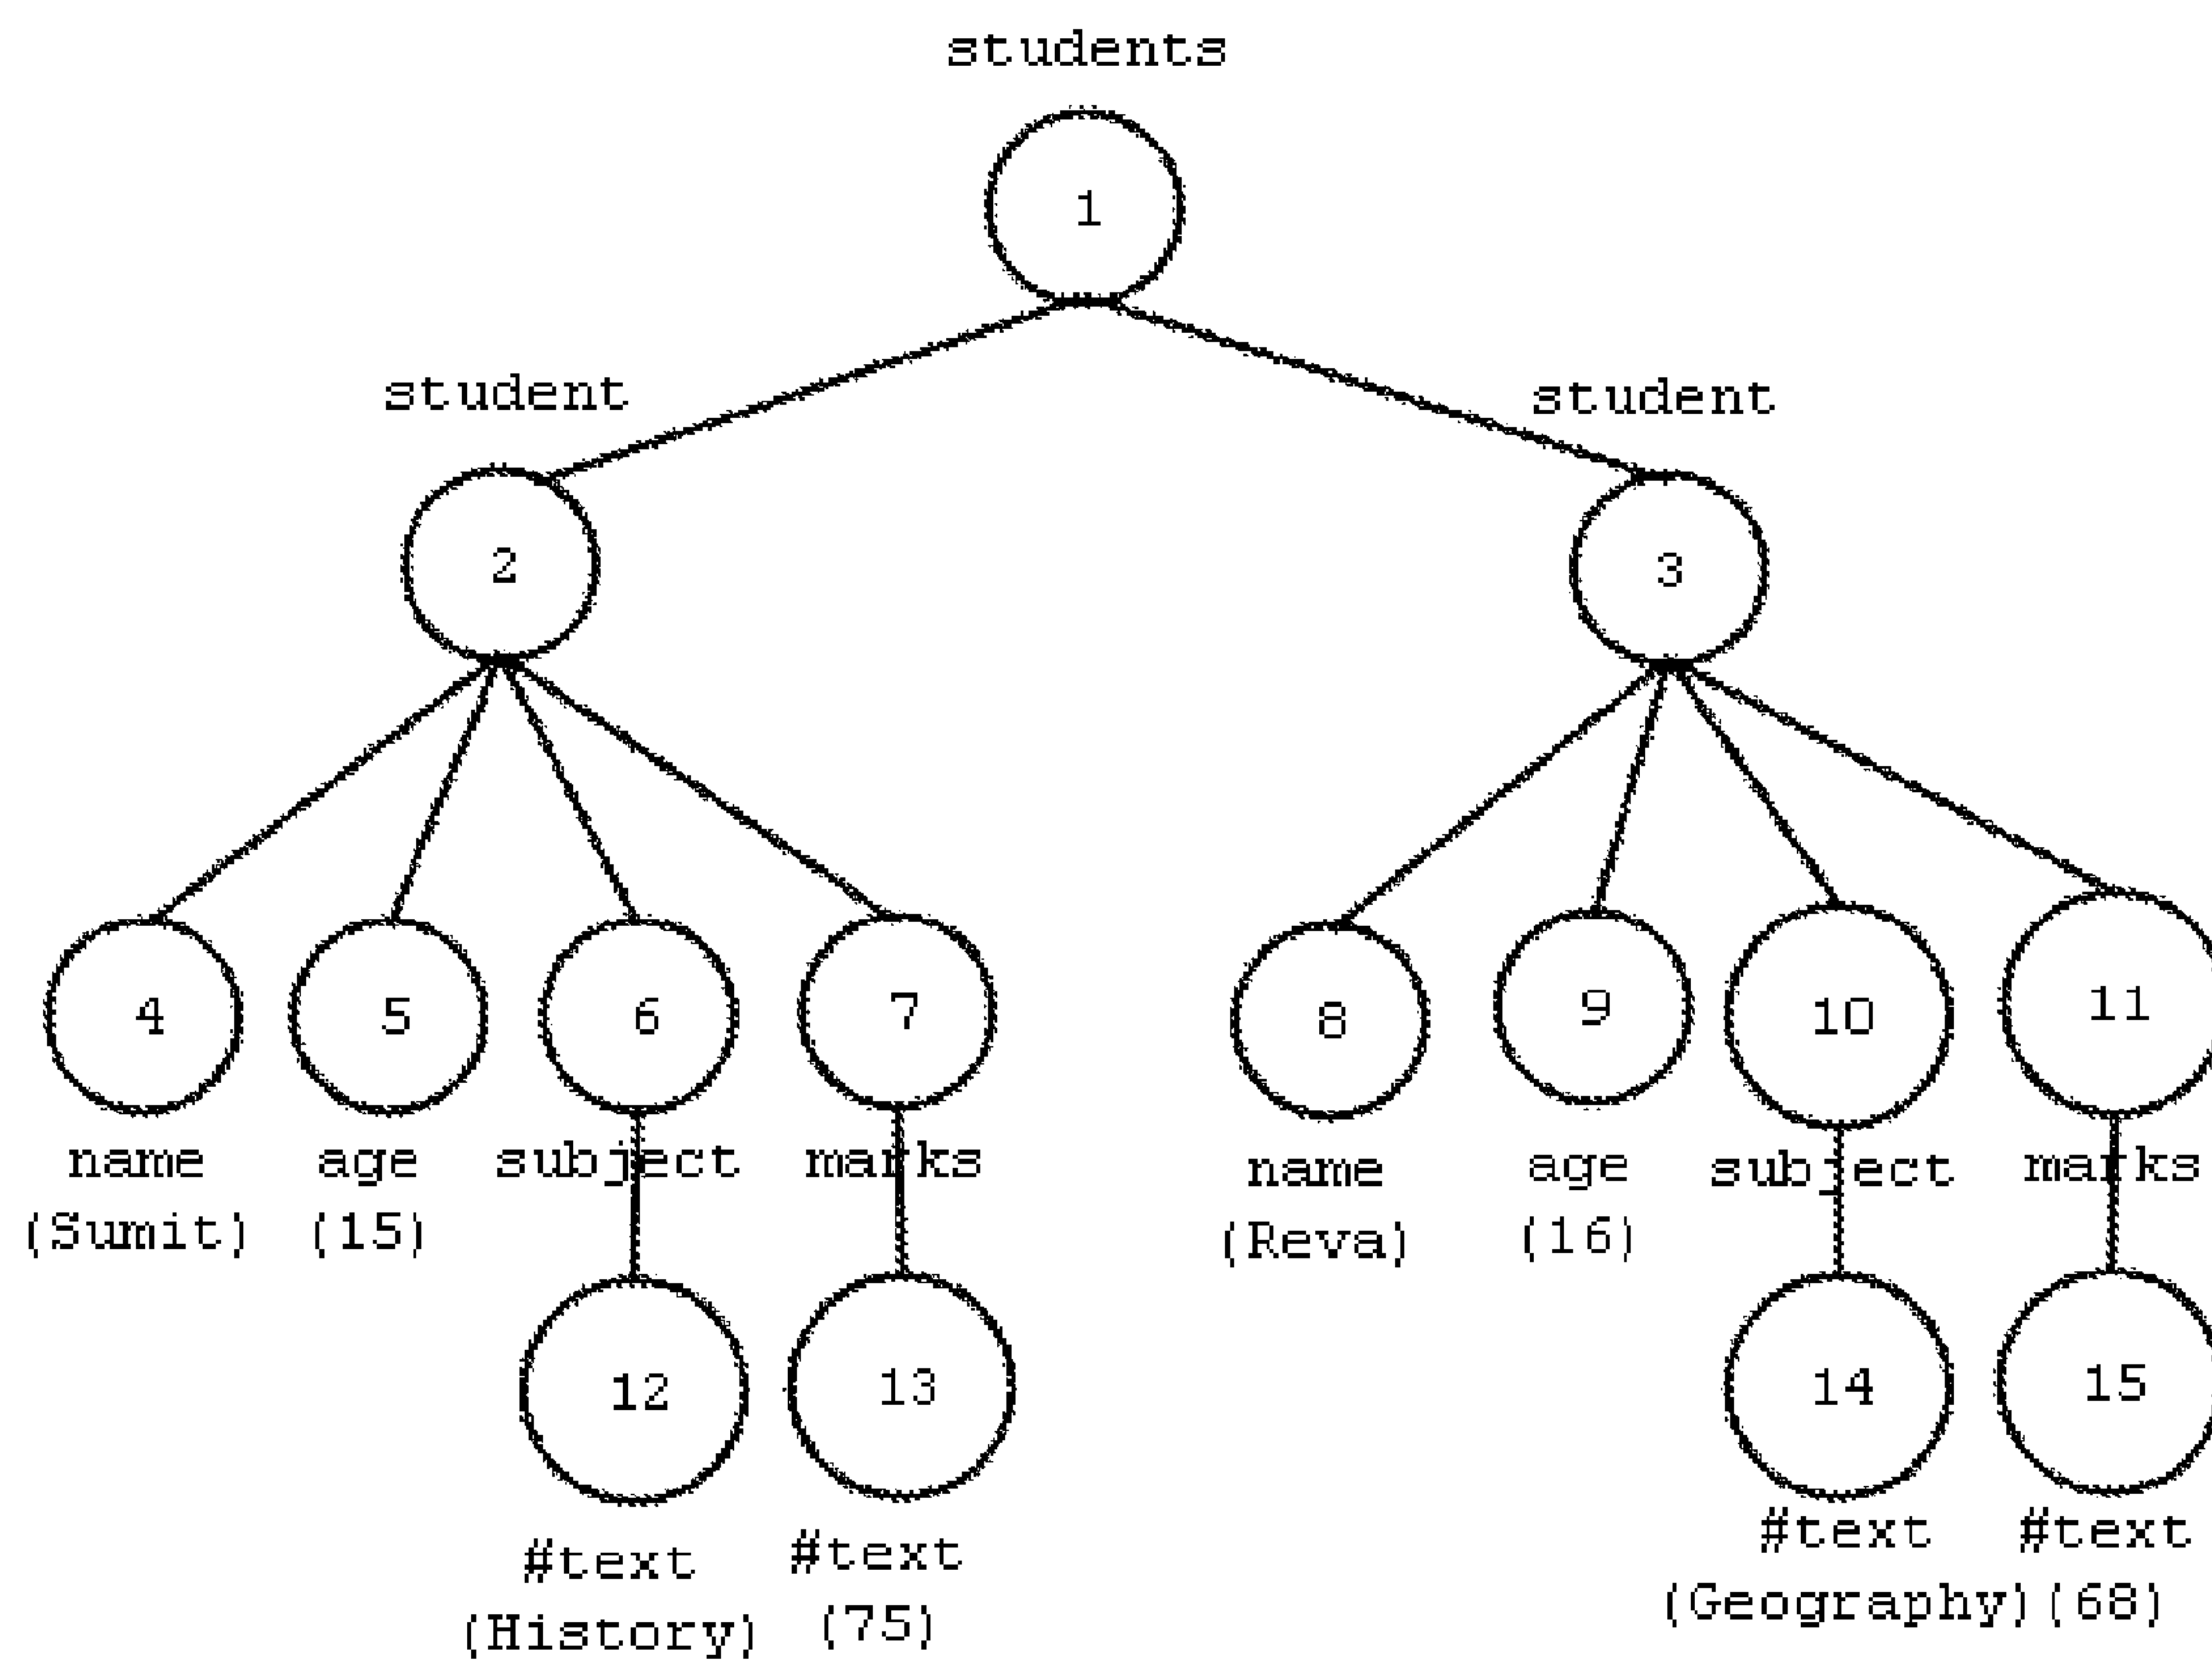 students
1
student student
2 3
4 5 6 7 8 9 10 11
name age subject marks name age subject marks
(Sumit) (15) (Reva) (16)
12 13 14 15
#text #text #text #text
(History) (75) (Geography) (68)